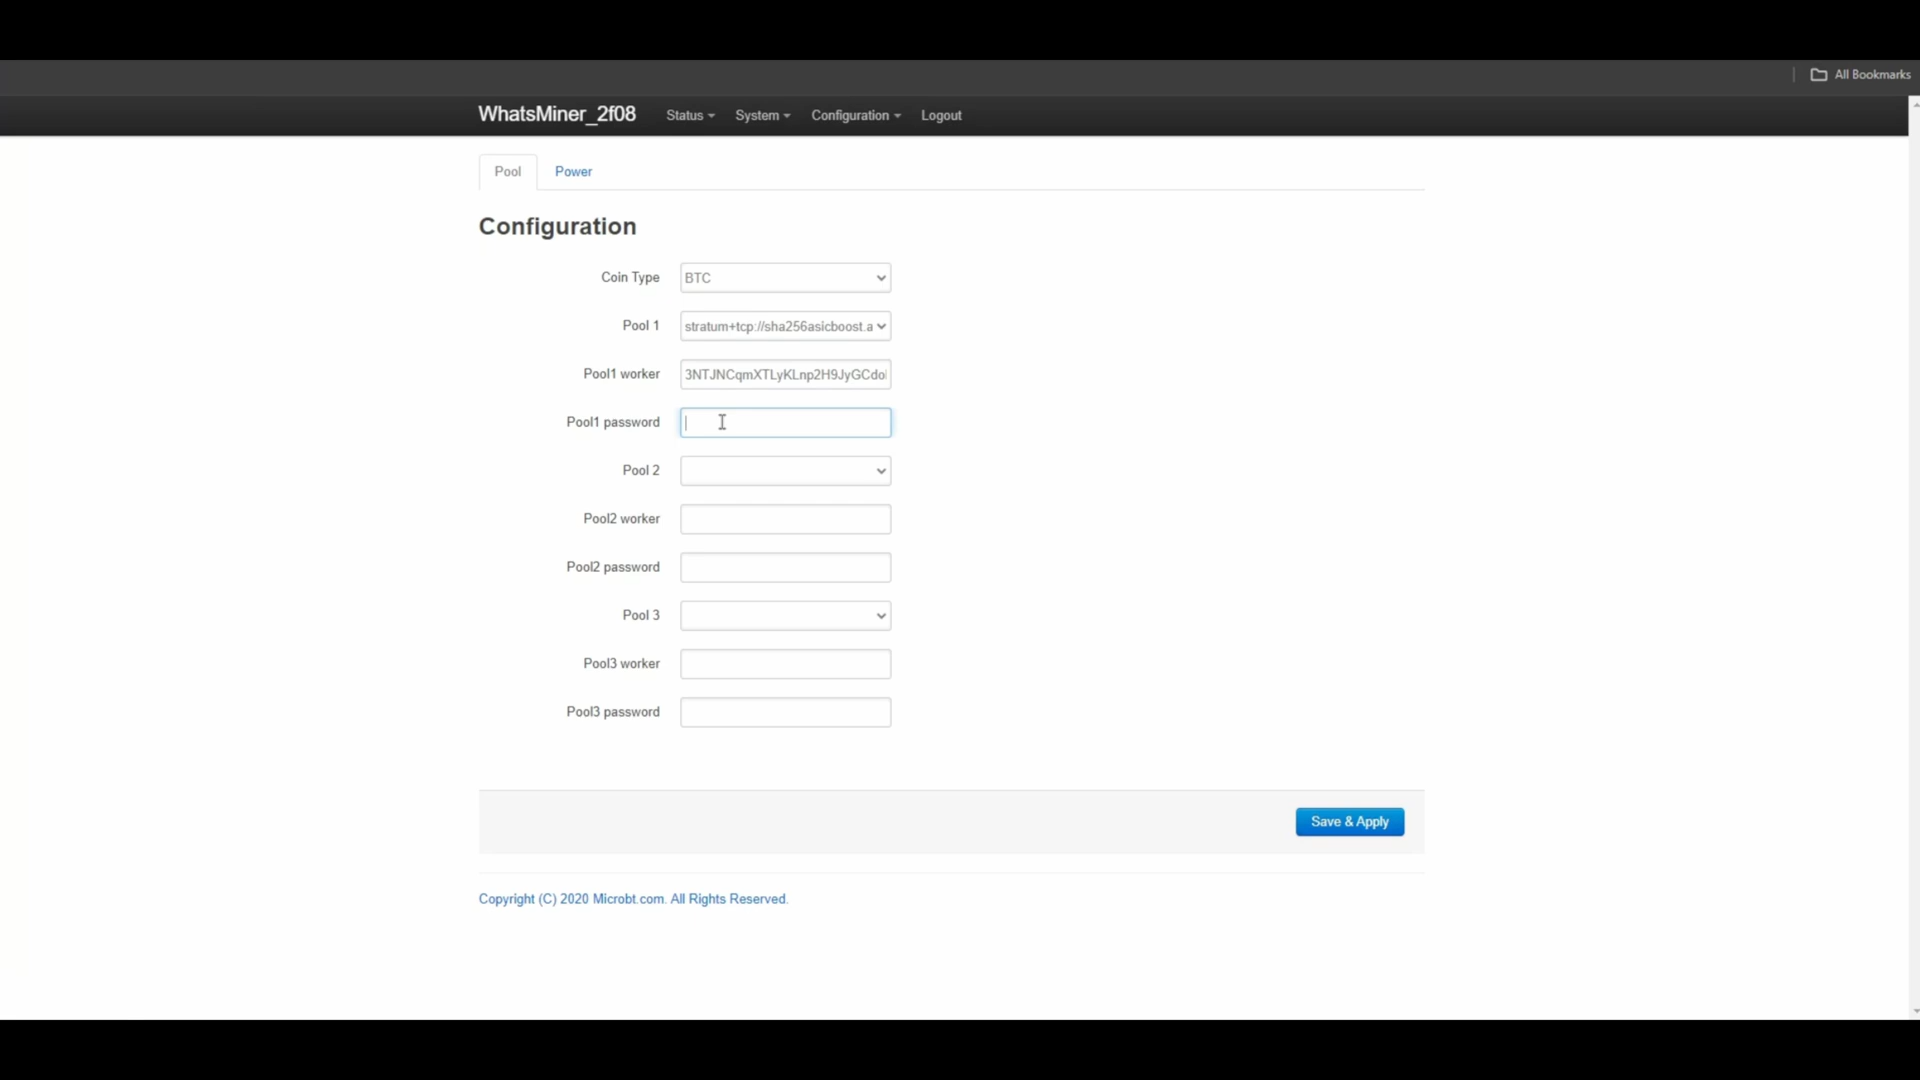 All Bookmarks
WhatsMiner_2f08 Status System Configuration Logout
Pool Power
Configuration
Coin Type BTC
Pool 1 stratum+tcp://sha256asicboost.a
Pool1 worker 3NTJNCqmXTLyKLnp2H9JyGCdo
Pool1 password
Pool 2
Pool2 worker
Pool2 password
Pool 3
Pool3 worker
Pool3 password
Save & Apply
Copyright (C) 2020 Microbt.com. All Rights Reserved.